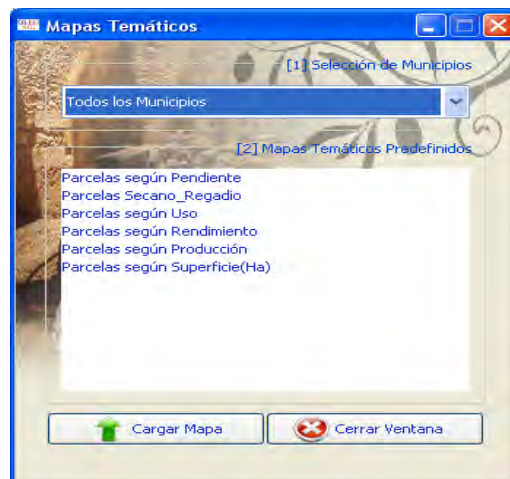 Mapas Temáticos
[1] Selección de Municipios
Todos los Municipios
[2] Mapas Temáticos Predefinidos
Parcelas según Pendiente
Parcelas Secano_Regadio
Parcelas según Uso
Parcelas según Rendimiento
Parcelas según Producción
Parcelas según Superficie(Ha)
Cargar Mapa
Cerrar Ventana